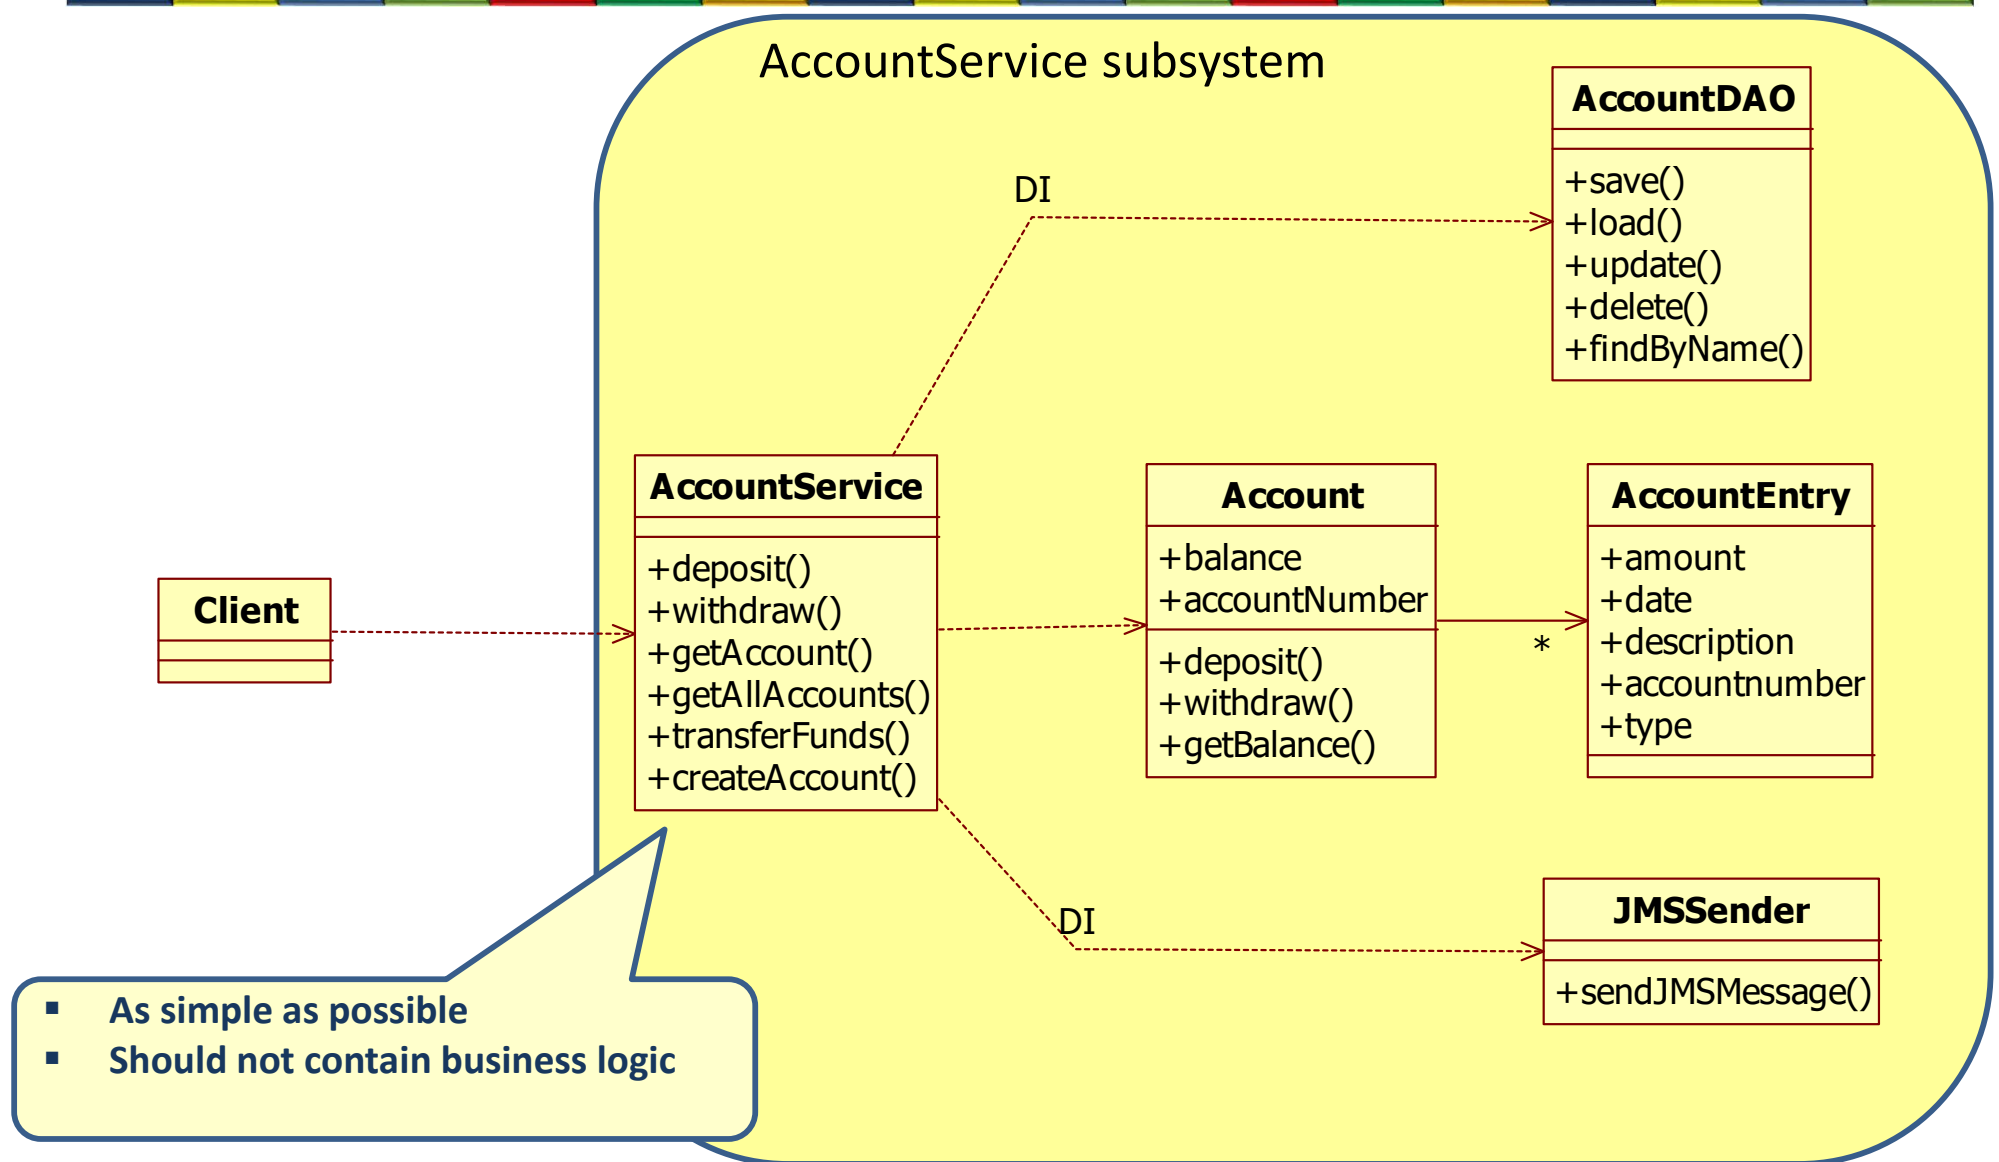 AccountService subsystem
AccountDAO
+save()
+load()
+update()
+delete()
+findByName()
DI
AccountService
+deposit()
+withdraw()
+getAccount()
+getAllAccounts()
+transferFunds()
+createAccount()
Account
+balance
+accountNumber
+deposit()
+withdraw()
+getBalance()
*
AccountEntry
+amount
+date
+description
+accountnumber
+type
Client
DI
JMSSender
+sendJMSMessage()
▪ As simple as possible
▪ Should not contain business logic